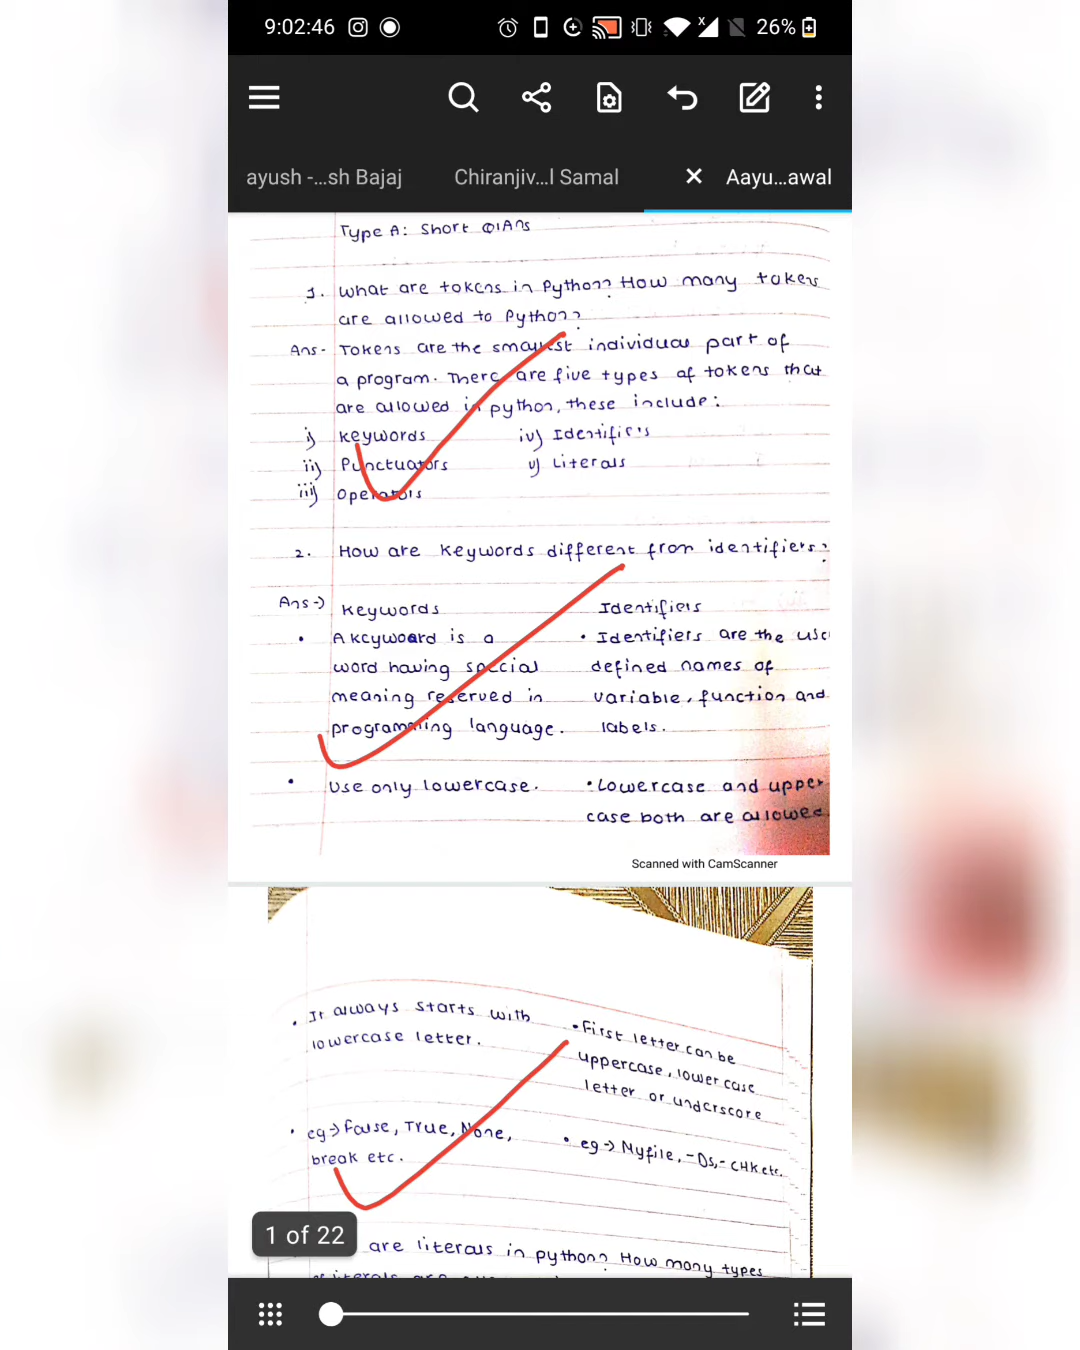 9:02:46
26%
ayush -...sh Bajaj
Chiranjiv...l Samal
Aayu...awal
Type A: Short Q|Ans
1. What are tokens in Python? How many tokens
are allowed to Python?
Ans- Tokens are the smallest individual part of
a program. There are five types of tokens that
are allowed in python, these include:
i) Keywords iv) Identifiers
ii) Punctuators v) Literals
iii) Operators
2. How are keywords different from identifiers?
Ans-) Keywords Identifiers
• A keyword is a • Identifiers are the use
word having special defined names of
meaning reserved in variable, function and
programming language. labels.
• Use only lowercase. • Lowercase and upper
case both are allowed.
Scanned with CamScanner
• It always starts with • First letter can be
lowercase letter. uppercase, lower case
letter or underscore
• eg→ False, True, None, • eg→ Myfile, -DS, -CHK etc.
break etc.
1 of 22
are literals in python? How many types